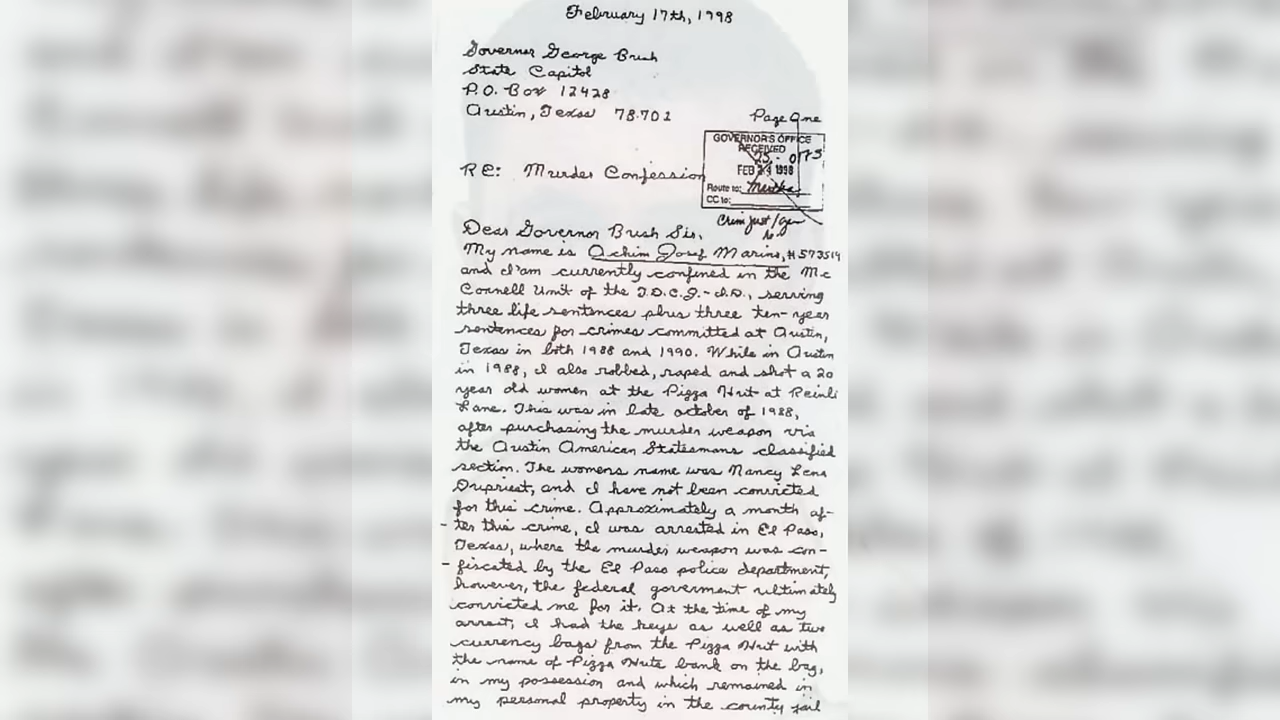 February 17th, 1998
Governor George Brush
State Capitol
P.O. Box 12428
Austin, Texas 78701
Page One
GOVERNOR'S OFFICE
RECEIVED
FEB 1998
Route to:
CC to:
RE: Murder Confession
Crim Just/Gen
Dear Governor Brush Sir,
My name is Achim Josef Marino, #573514
and I'am currently confined in the Mc
Connell Unit of the T.D.C.J.-I.D., serving
three life sentences plus three ten-year
sentences for crimes committed at Austin,
Texas in both 1988 and 1990. While in Austin
in 1988, I also robbed, raped and shot a 20
year old women at the Pizza Hut at Reinli
Lane. This was in late october of 1988,
after purchasing the murder weapon via
the Austin American Statesmans classified
section. The womens name was Nancy Lena
Dupriest, and I have not been convicted
for this crime. Approximately a month af-
-ter this crime, I was arrested in El Paso,
Texas, where the murder weapon was con-
-fiscated by the El Paso police department,
however, the federal goverment ultimately
convicted me for it. At the time of my
arrest, I had the keys as well as two
currency bags from the Pizza Hut with
the name of Pizza Huts bank on the bag,
in my possession and which remained in
my personal property in the county jail